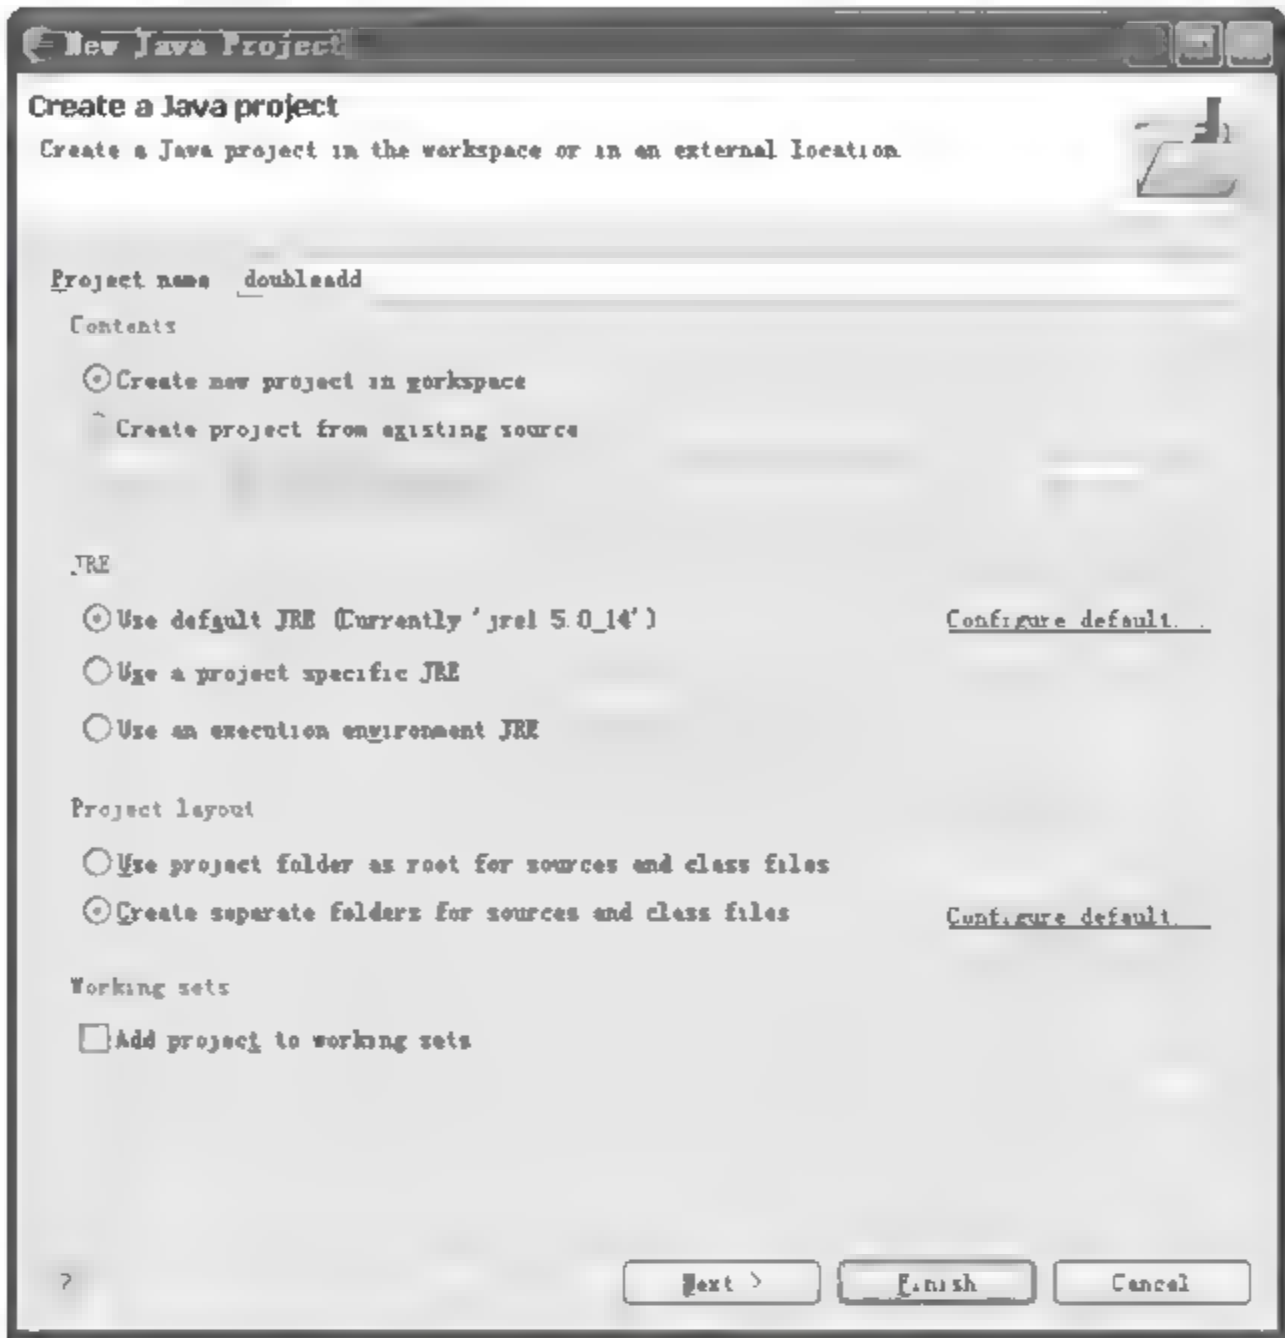 New Java Project
Create a Java project
Create a Java project in the workspace or in an external location
Project name doubleadd
Contents
Create new project in workspace
Create project from existing source
JRE
Use default JRE (Currently 'jre1 5.0_14')
Configure default...
Use a project specific JRE
Use an execution environment JRE
Project layout
Use project folder as root for sources and class files
Create separate folders for sources and class files
Configure default...
Working sets
Add project to working sets
?
Next >
Finish
Cancel